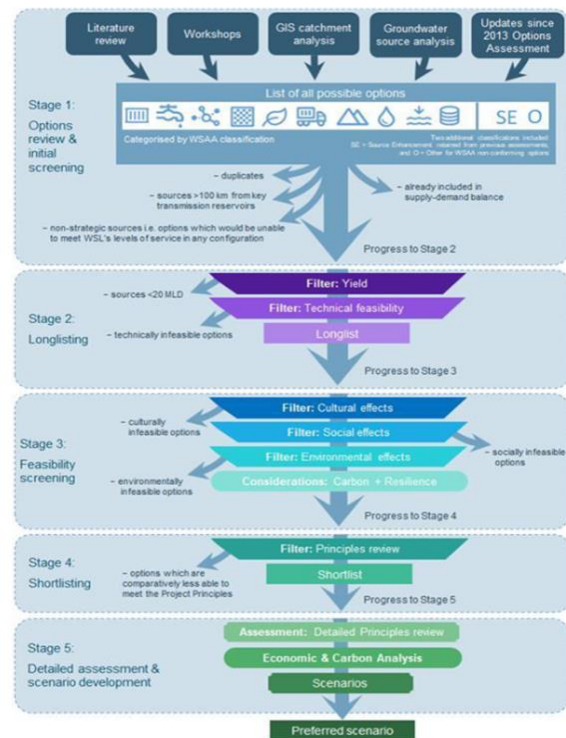 Literature
review
Workshops
GIS catchment
analysis
Groundwater
source analysis
Updates since
2013 Options
Assessment
Stage 1:
Options
review &
initial
screening
List of all possible options
SE O
Categorised by WSAA classification
Two additional classifications included:
SE = Source Enhancement retained from previous assessments,
and O = Other for WSAA non-conforming options
– duplicates
– sources >100 km from key
transmission reservoirs
– already included in
supply-demand balance
– non-strategic sources i.e. options which would be unable
to meet WSL's levels of service in any configuration
Progress to Stage 2
Stage 2:
Longlisting
Filter: Yield
– sources <20 MLD
Filter: Technical feasibility
– technically infeasible options
Longlist
Progress to Stage 3
Stage 3:
Feasibility
screening
Filter: Cultural effects
– culturally
infeasible options
Filter: Social effects
– socially infeasible
options
Filter: Environmental effects
– environmentally
infeasible options
Considerations: Carbon + Resilience
Progress to Stage 4
Stage 4:
Shortlisting
Filter: Principles review
– options which are
comparatively less able to
meet the Project Principles
Shortlist
Progress to Stage 5
Stage 5:
Detailed assessment &
scenario development
Assessment: Detailed Principles review
Economic & Carbon Analysis
Scenarios
Preferred scenario